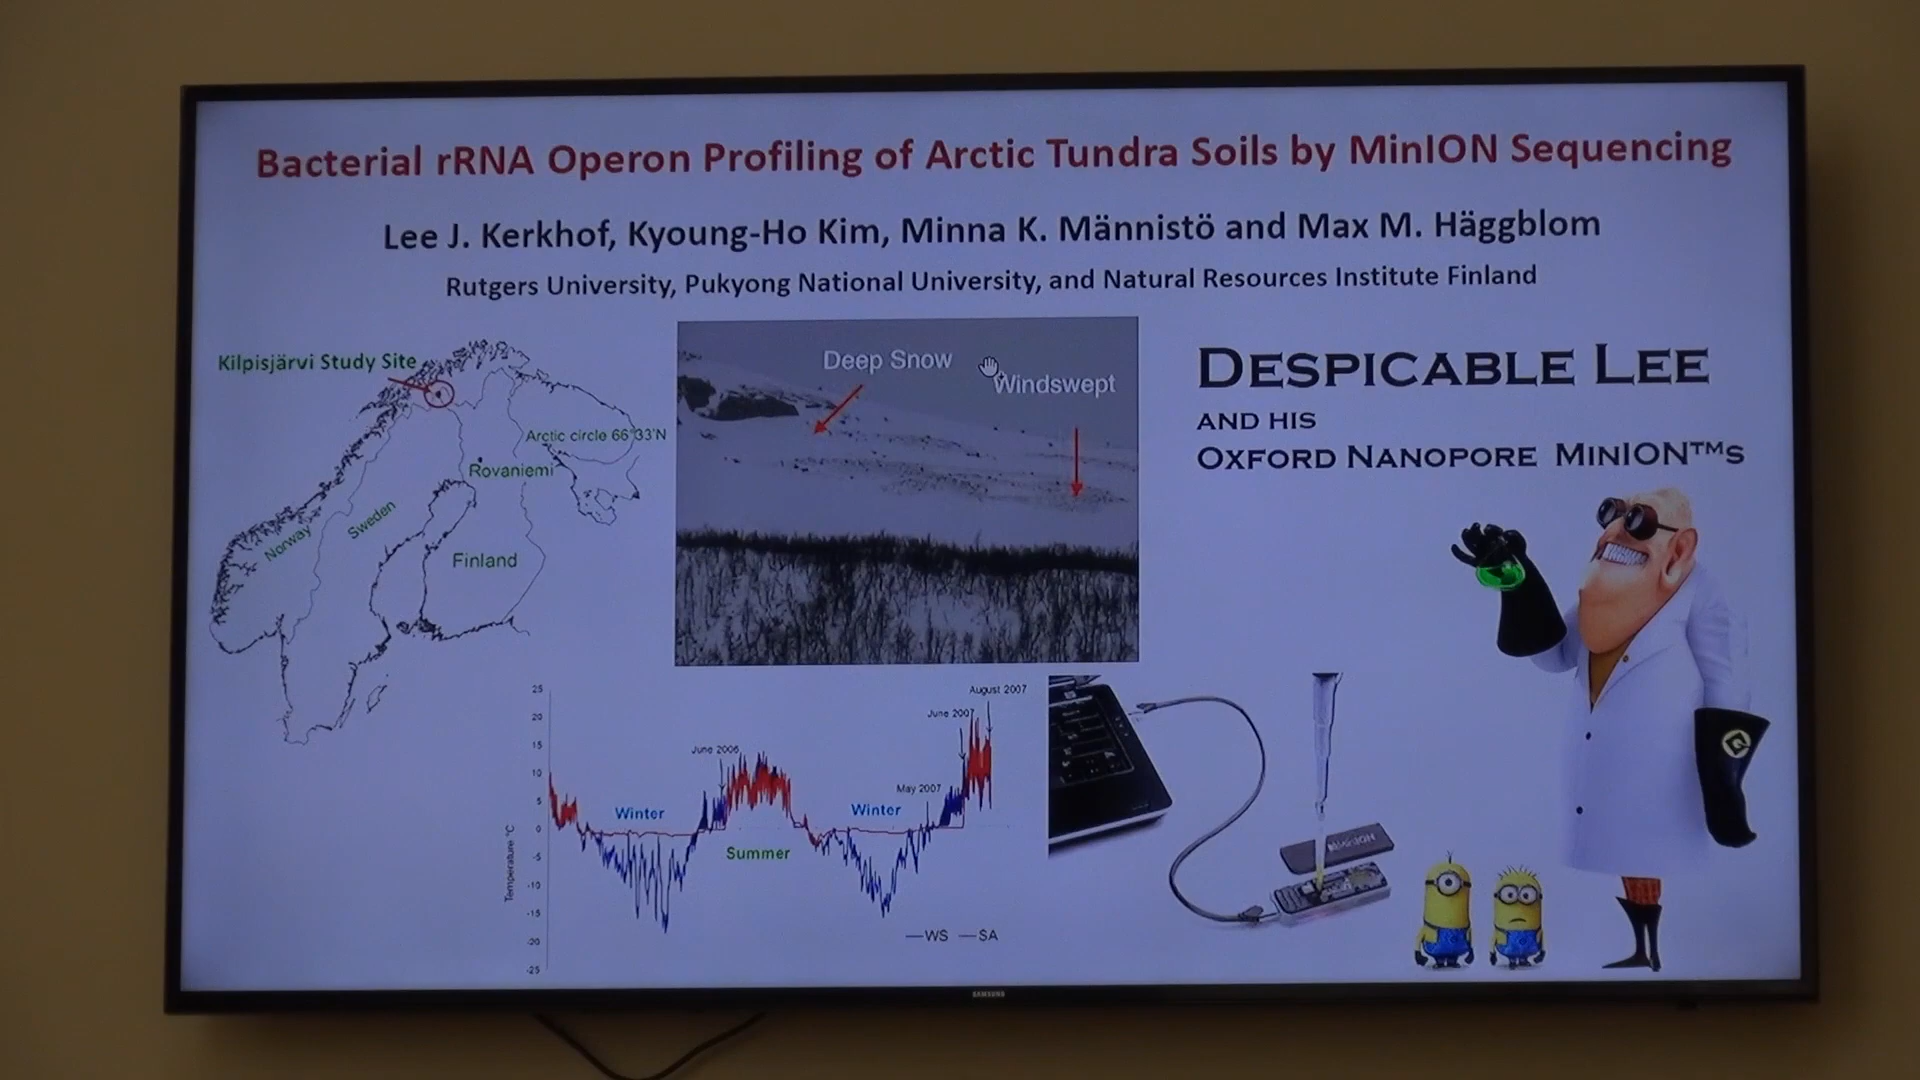 Bacterial rRNA Operon Profiling of Arctic Tundra Soils by MinION Sequencing
Lee J. Kerkhof, Kyoung-Ho Kim, Minna K. Männistö and Max M. Häggblom
Rutgers University, Pukyong National University, and Natural Resources Institute Finland
Kilpisjärvi Study Site
Arctic circle 66°33'N
Rovaniemi
Norway
Sweden
Finland
Deep Snow
Windswept
DESPICABLE LEE
AND HIS
OXFORD NANOPORE MINION™S
Temperature °C
25
20
15
10
5
0
-5
-10
-15
-20
-25
Winter
June 2006
Summer
Winter
May 2007
June 2007
August 2007
WS
SA
MinION
SAMSUNG